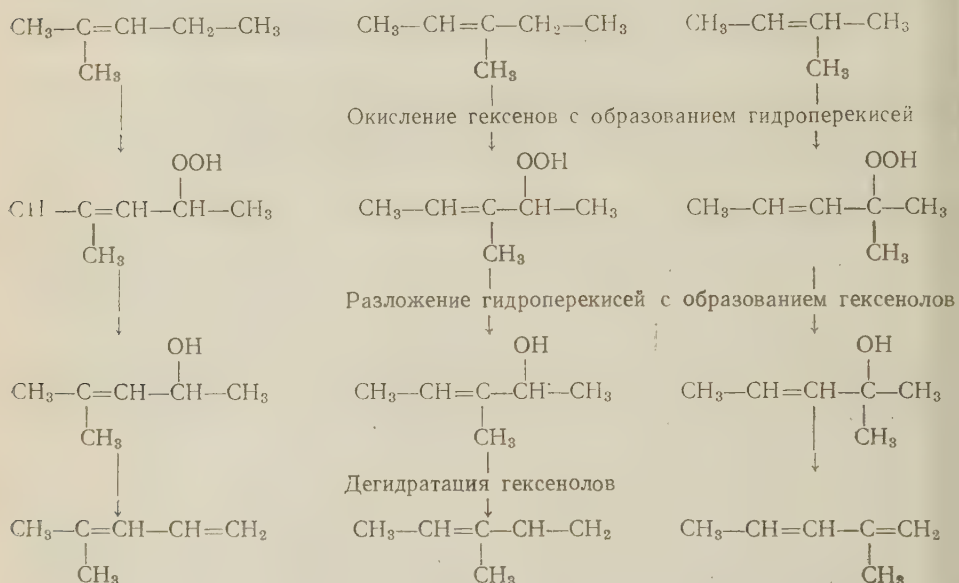 CH₃—C=CH—CH₂—CH₃ CH₃—CH=C—CH₂—CH₃ CH₃—CH=CH—CH—CH₃
CH₃ CH₃ CH₃
Окисление гексенов с образованием гидроперекисей
OOH OOH OOH
CH —C=CH—CH—CH₃ CH₃—CH=C—CH—CH₃ CH₃—CH=CH—C—CH₃
CH₃ CH₃ CH₃
Разложение гидроперекисей с образованием гексенолов
OH OH OH
CH₃—C=CH—CH—CH₃ CH₃—CH=C—CH—CH₃ CH₃—CH=CH—C—CH₃
CH₃ CH₃ CH₃
Дегидратация гексенолов
CH₃—C=CH—CH=CH₂ CH₃—CH=C—CH—CH₂ CH₃—CH=CH—C=CH₂
CH₃ CH₃ CH₃